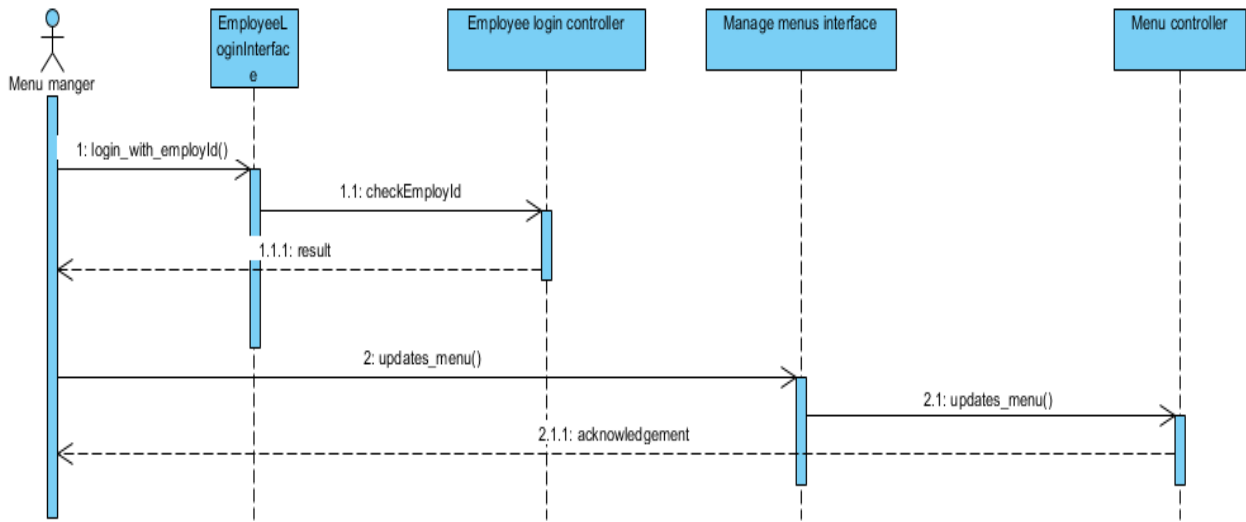 EmployeeL
oginInterfac
e
Employee login controller
Manage menus interface
Menu controller
Menu manger
1: login_with_employId()
1.1: checkEmployId
1.1.1: result
2: updates_menu()
2.1: updates_menu()
2.1.1: acknowledgement